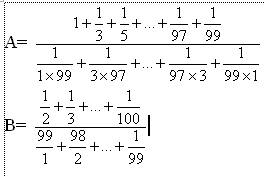 A= (1 + 1/3 + 1/5 + ... + 1/97 + 1/99) / (1/(1×99) + 1/(3×97) + ... + 1/(97×3) + 1/(99×1))
B= (1/2 + 1/3 + ... + 1/100) / (99/1 + 98/2 + ... + 1/99)